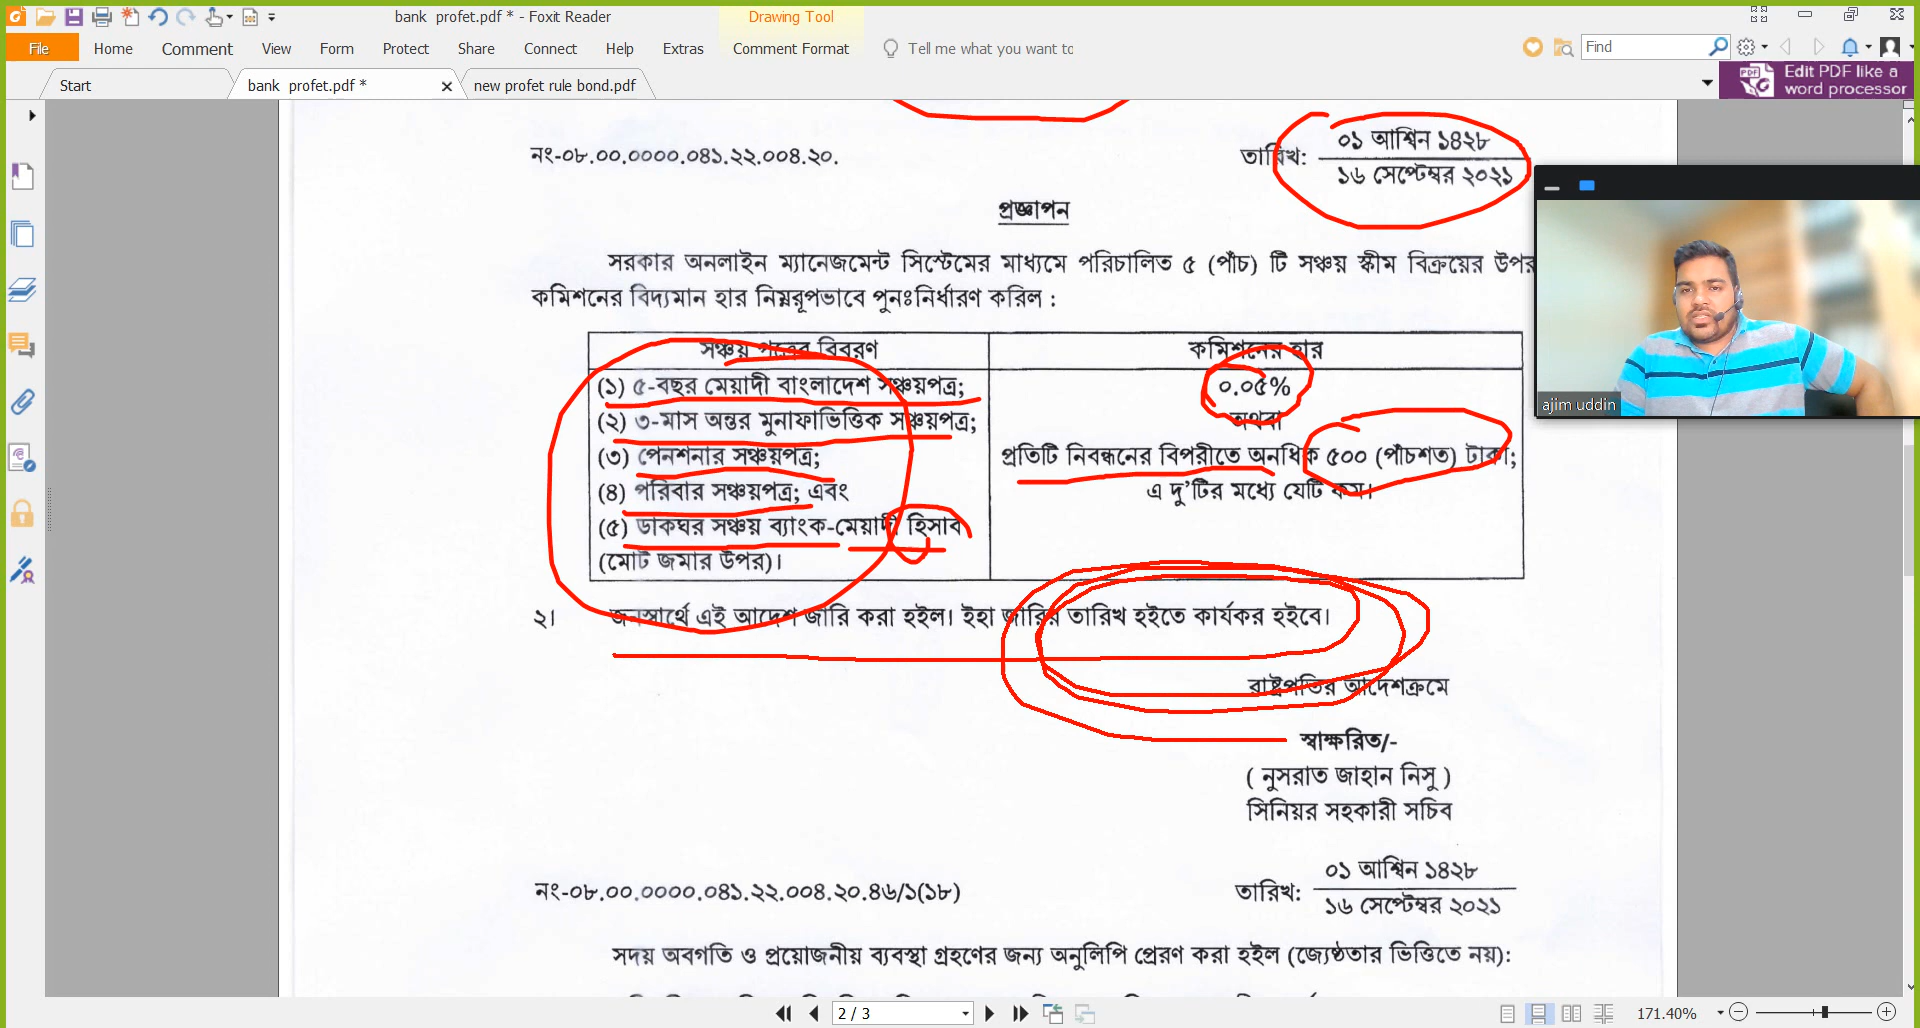 bank profet.pdf * - Foxit Reader
Drawing Tool
File Home Comment View Form Protect Share Connect Help Extras Comment Format Tell me what you want to Find
Start bank profet.pdf * new profet rule bond.pdf
Edit PDF like a
word processor
নং-০৮.০০.০০০০.০৪১.২২.০০৪.২০.
তারিখ: ০১ আশ্বিন ১৪২৮
১৬ সেপ্টেম্বর ২০২১
প্রজ্ঞাপন
সরকার অনলাইন ম্যানেজমেন্ট সিস্টেমের মাধ্যমে পরিচালিত ৫ (পাঁচ) টি সঞ্চয় স্কীম বিক্রয়ের উপর
কমিশনের বিদ্যমান হার নিম্নরূপভাবে পুনঃনির্ধারণ করিল :
সঞ্চয় পত্রের বিবরণ
(১) ৫-বছর মেয়াদী বাংলাদেশ সঞ্চয়পত্র;
(২) ৩-মাস অন্তর মুনাফাভিত্তিক সঞ্চয়পত্র;
(৩) পেনশনার সঞ্চয়পত্র;
(৪) পরিবার সঞ্চয়পত্র; এবং
(৫) ডাকঘর সঞ্চয় ব্যাংক-মেয়াদী হিসাব
(মোট জমার উপর)।
কমিশনের হার
০.০৫%
অথবা
প্রতিটি নিবন্ধনের বিপরীতে অনধিক ৫০০ (পাঁচশত) টাকা;
এ দু'টির মধ্যে যেটি কম।
২। জনস্বার্থে এই আদেশ জারি করা হইল। ইহা জারির তারিখ হইতে কার্যকর হইবে।
রাষ্ট্রপতির আদেশক্রমে
স্বাক্ষরিত/-
( নুসরাত জাহান নিসু )
সিনিয়র সহকারী সচিব
নং-০৮.০০.০০০০.০৪১.২২.০০৪.২০.৪৬/১(১৮)
তারিখ: ০১ আশ্বিন ১৪২৮
১৬ সেপ্টেম্বর ২০২১
সদয় অবগতি ও প্রয়োজনীয় ব্যবস্থা গ্রহণের জন্য অনুলিপি প্রেরণ করা হইল (জ্যেষ্ঠতার ভিত্তিতে নয়):
ajim uddin
2 / 3
171.40%